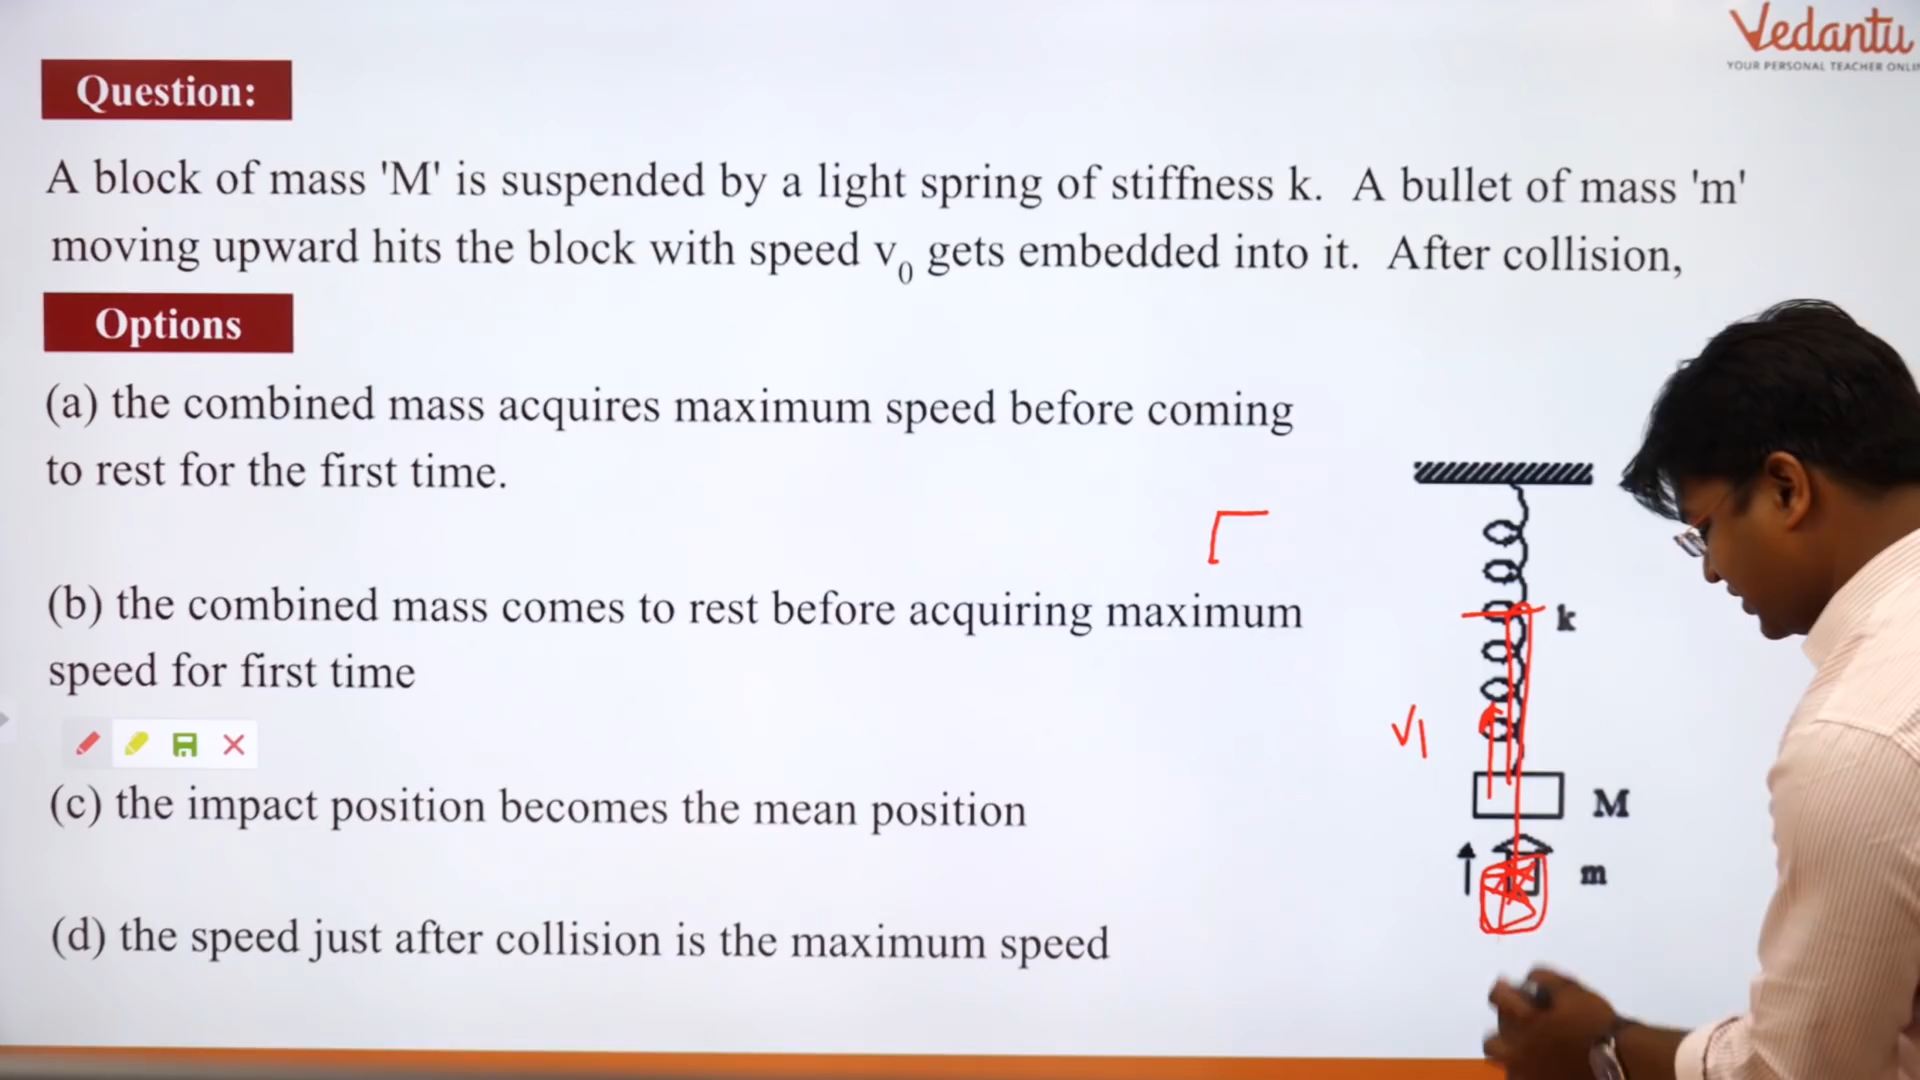 Vedantu
YOUR PERSONAL TEACHER ONLI
Question:
A block of mass 'M' is suspended by a light spring of stiffness k. A bullet of mass 'm'
moving upward hits the block with speed v₀ gets embedded into it. After collision,
Options
(a) the combined mass acquires maximum speed before coming
to rest for the first time.
(b) the combined mass comes to rest before acquiring maximum
speed for first time
(c) the impact position becomes the mean position
(d) the speed just after collision is the maximum speed
k
V1
M
m